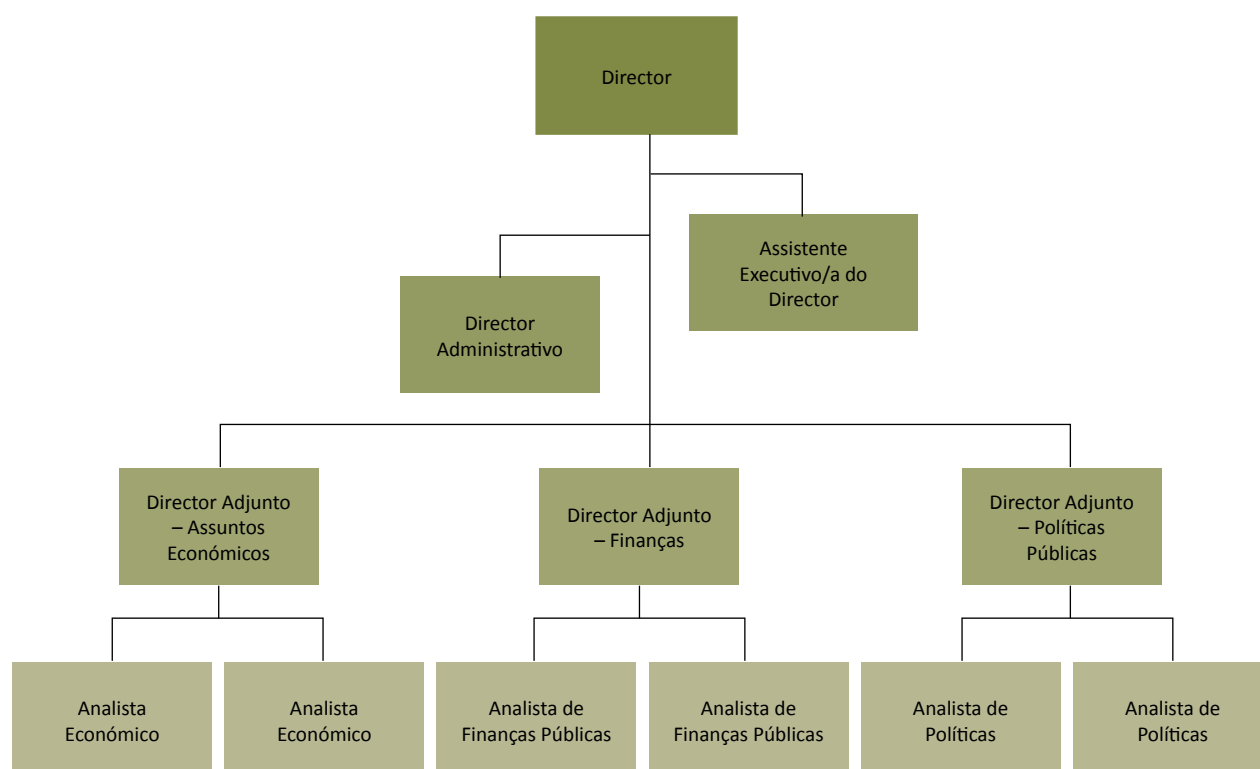 Director
Assistente
Executivo/a do
Director
Director
Administrativo
Director Adjunto
– Assuntos
Económicos
Director Adjunto
– Finanças
Director Adjunto
– Políticas
Públicas
Analista
Económico
Analista
Económico
Analista de
Finanças Públicas
Analista de
Finanças Públicas
Analista de
Políticas
Analista de
Políticas